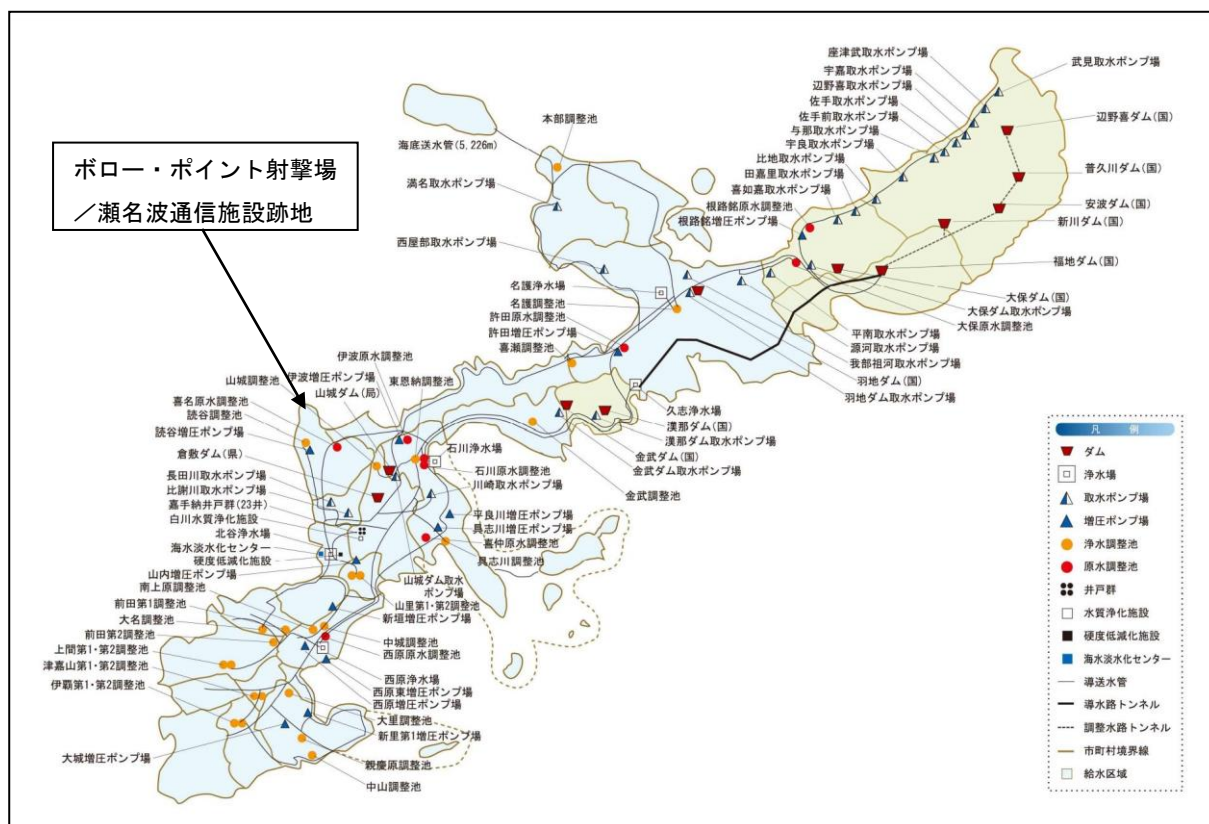 ボロー・ポイント射撃場
／瀬名波通信施設跡地
座津武取水ポンプ場
宇嘉取水ポンプ場
辺野喜取水ポンプ場
佐手取水ポンプ場
佐手前取水ポンプ場
与那取水ポンプ場
宇良取水ポンプ場
比地取水ポンプ場
田嘉里取水ポンプ場
喜如嘉取水ポンプ場
根路銘原水調整池
根路銘増圧ポンプ場
武見取水ポンプ場
辺野喜ダム(国)
普久川ダム(国)
安波ダム(国)
新川ダム(国)
福地ダム(国)
大保ダム(国)
大保ダム取水ポンプ場
大保原水調整池
平南取水ポンプ場
源河取水ポンプ場
我部祖河取水ポンプ場
羽地ダム(国)
羽地ダム取水ポンプ場
本部調整池
海底送水管(5,226m)
満名取水ポンプ場
西屋部取水ポンプ場
名護浄水場
名護調整池
許田原水調整池
許田増圧ポンプ場
喜瀬調整池
久志浄水場
漢那ダム(国)
漢那ダム取水ポンプ場
金武ダム(国)
金武ダム取水ポンプ場
金武調整池
伊波原水調整池
伊波増圧ポンプ場
東恩納調整池
山城調整池
山城ダム(局)
喜名原水調整池
読谷調整池
読谷増圧ポンプ場
倉敷ダム(県)
長田川取水ポンプ場
比謝川取水ポンプ場
嘉手納井戸群(23井)
白川水質浄化施設
北谷浄水場
海水淡水化センター
硬度低減化施設
山内増圧ポンプ場
南上原調整池
前田第1調整池
大名調整池
前田第2調整池
上間第1・第2調整池
津嘉山第1・第2調整池
伊覇第1・第2調整池
大城増圧ポンプ場
石川浄水場
石川原水調整池
川崎取水ポンプ場
平良川増圧ポンプ場
具志川増圧ポンプ場
喜仲原水調整池
具志川調整池
山城ダム取水
ポンプ場
山里第1・第2調整池
新垣増圧ポンプ場
中城調整池
西原原水調整池
西原浄水場
西原東増圧ポンプ場
西原増圧ポンプ場
大里調整池
新里第1増圧ポンプ場
親慶原調整池
中山調整池
凡 例
ダム
浄水場
取水ポンプ場
増圧ポンプ場
浄水調整池
原水調整池
井戸群
水質浄化施設
硬度低減化施設
海水淡水化センター
導送水管
導水路トンネル
調整水路トンネル
市町村境界線
給水区域